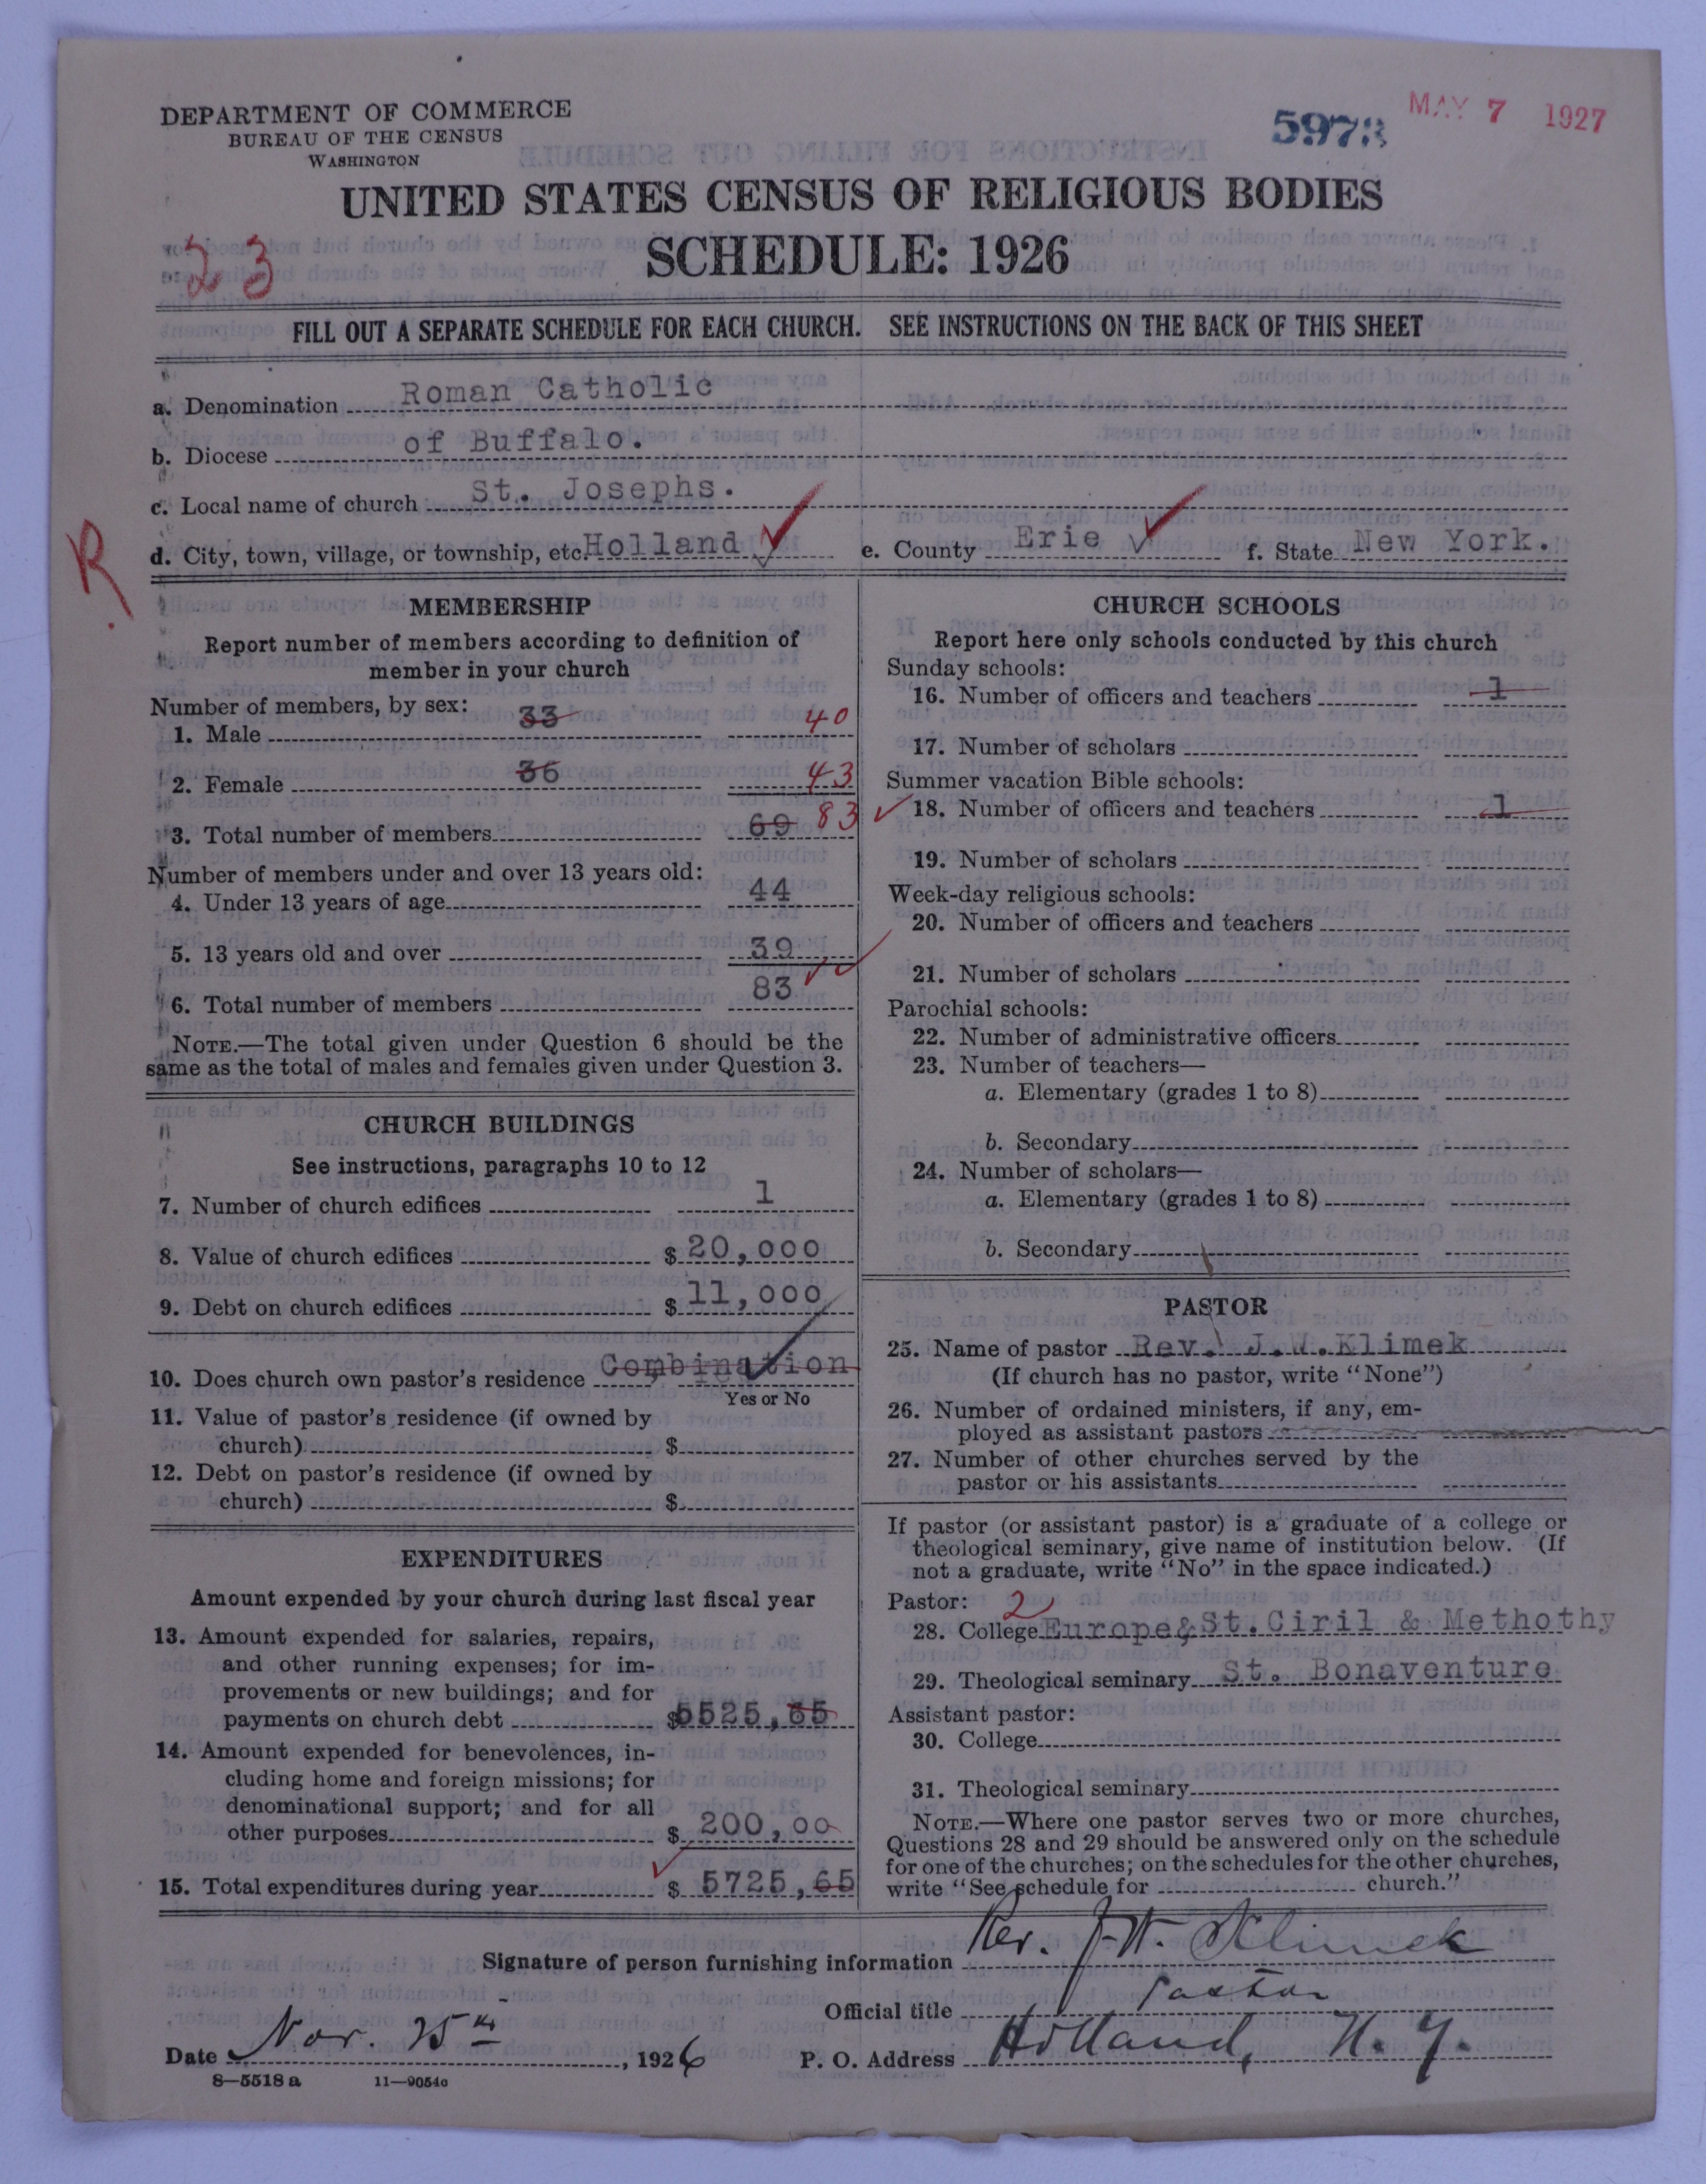 DEPARTMENT OF COMMERCE
BUREAU OF THE CENSUS
WASHINGTON
5973
MAY 7 1927
UNITED STATES CENSUS OF RELIGIOUS BODIES
SCHEDULE: 1926
23
FILL OUT A SEPARATE SCHEDULE FOR EACH CHURCH. SEE INSTRUCTIONS ON THE BACK OF THIS SHEET
a. Denomination Roman Catholic
b. Diocese of Buffalo.
c. Local name of church St. Josephs.
R
d. City, town, village, or township, etc. Holland e. County Erie f. State New York.
MEMBERSHIP
Report number of members according to definition of
member in your church
Number of members, by sex:
1. Male 33 40
2. Female 36 43
3. Total number of members 69 83
Number of members under and over 13 years old:
4. Under 13 years of age 44
5. 13 years old and over 39
6. Total number of members 83
NOTE.—The total given under Question 6 should be the
same as the total of males and females given under Question 3.
CHURCH BUILDINGS
See instructions, paragraphs 10 to 12
7. Number of church edifices 1
8. Value of church edifices $ 20,000
9. Debt on church edifices $ 11,000
10. Does church own pastor's residence Combination
Yes or No
11. Value of pastor's residence (if owned by
church) $
12. Debt on pastor's residence (if owned by
church) $
EXPENDITURES
Amount expended by your church during last fiscal year
13. Amount expended for salaries, repairs,
and other running expenses; for im-
provements or new buildings; and for
payments on church debt $5525,65
14. Amount expended for benevolences, in-
cluding home and foreign missions; for
denominational support; and for all
other purposes $ 200,00
15. Total expenditures during year $ 5725,65
CHURCH SCHOOLS
Report here only schools conducted by this church
Sunday schools:
16. Number of officers and teachers 1
17. Number of scholars
Summer vacation Bible schools:
18. Number of officers and teachers 1
19. Number of scholars
Week-day religious schools:
20. Number of officers and teachers
21. Number of scholars
Parochial schools:
22. Number of administrative officers
23. Number of teachers—
a. Elementary (grades 1 to 8)
b. Secondary
24. Number of scholars—
a. Elementary (grades 1 to 8)
b. Secondary
PASTOR
25. Name of pastor Rev. J.W.Klimek
(If church has no pastor, write "None")
26. Number of ordained ministers, if any, em-
ployed as assistant pastors
27. Number of other churches served by the
pastor or his assistants
If pastor (or assistant pastor) is a graduate of a college or
theological seminary, give name of institution below. (If
not a graduate, write "No" in the space indicated.)
Pastor: 2
28. College Europe&St.Ciril & Methothy
29. Theological seminary St. Bonaventure
Assistant pastor:
30. College
31. Theological seminary
NOTE.—Where one pastor serves two or more churches,
Questions 28 and 29 should be answered only on the schedule
for one of the churches; on the schedules for the other churches,
write "See schedule for church."
Signature of person furnishing information Rev. J.W. Klimek
Official title Pastor
Date Nov. 25th, 1926 P. O. Address Holland, N.Y.
8—5518a 11—9054a